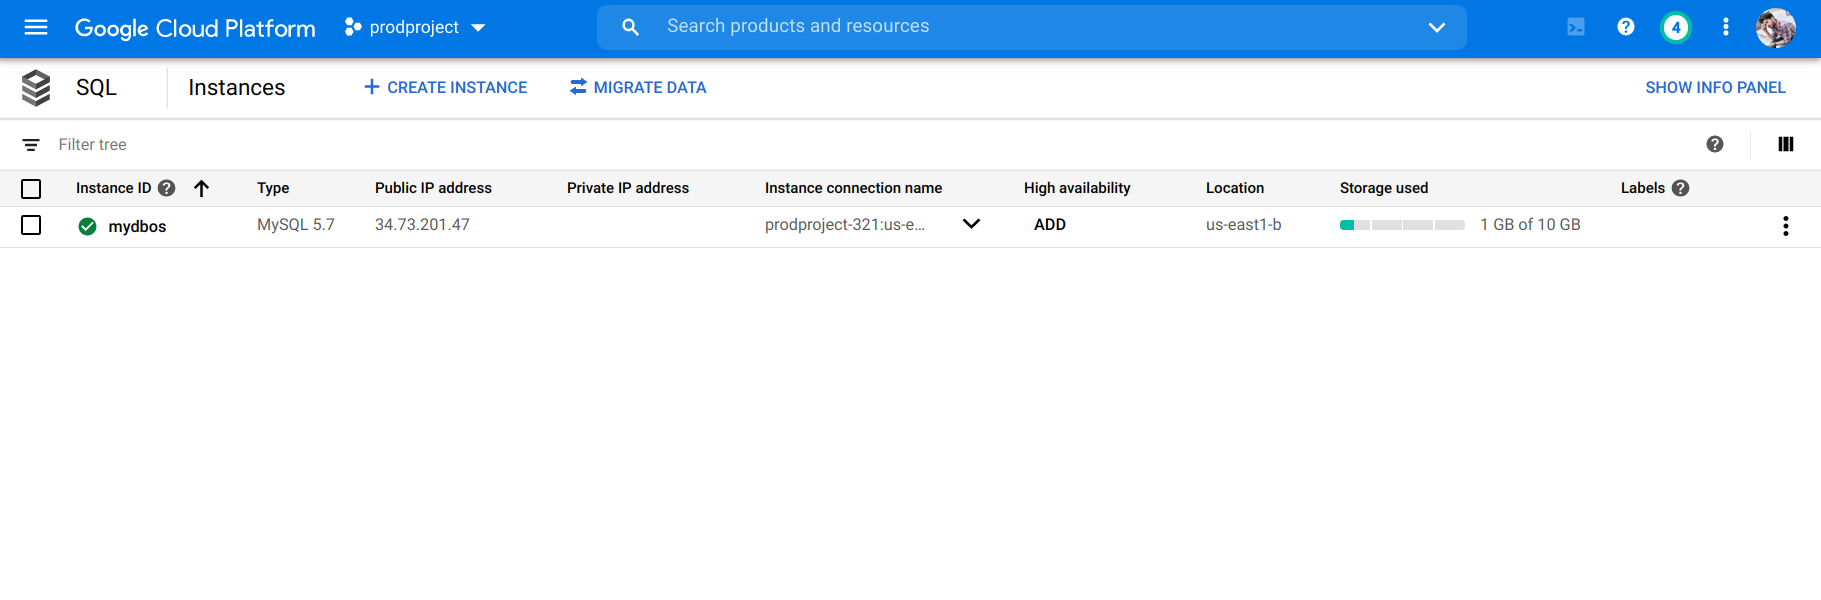 Google Cloud Platform prodproject Search products and resources 4
SQL Instances CREATE INSTANCE MIGRATE DATA SHOW INFO PANEL
Filter tree
Instance ID Type Public IP address Private IP address Instance connection name High availability Location Storage used Labels
mydbos MySQL 5.7 34.73.201.47 prodproject-321:us-e... ADD us-east1-b 1 GB of 10 GB